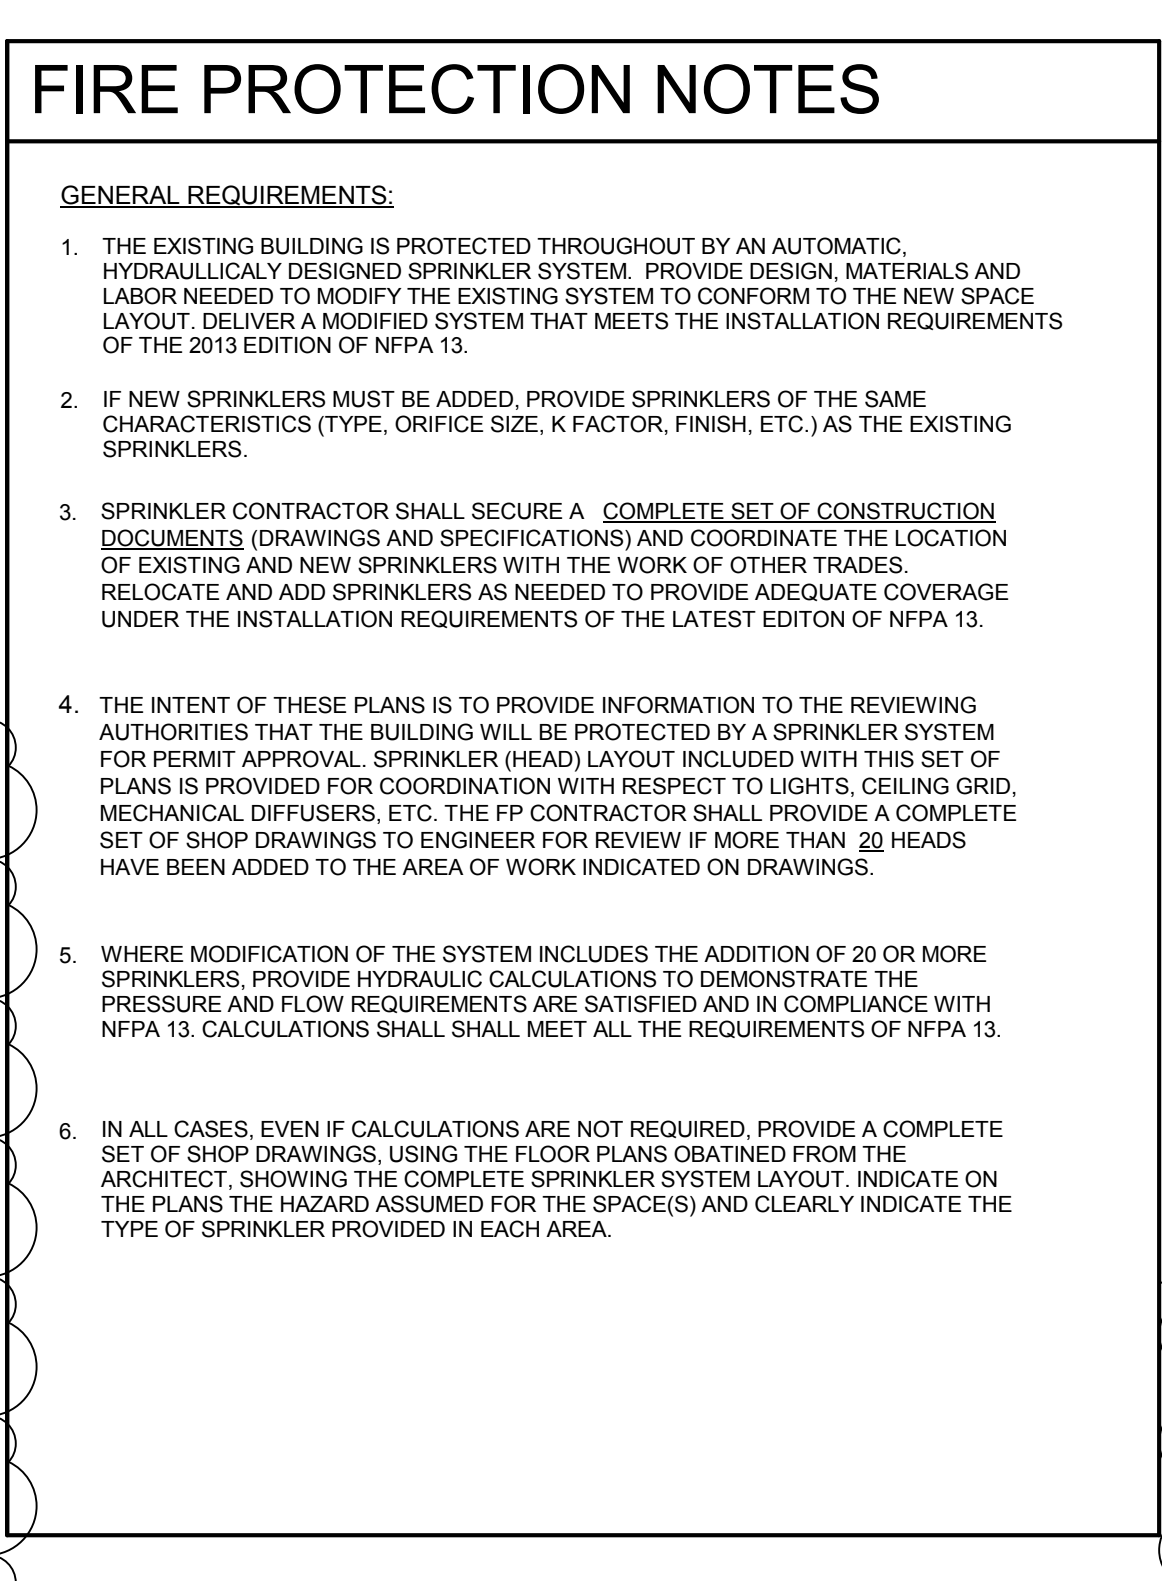 FIRE PROTECTION NOTES
GENERAL REQUIREMENTS:
1. THE EXISTING BUILDING IS PROTECTED THROUGHOUT BY AN AUTOMATIC,
HYDRAULLICALY DESIGNED SPRINKLER SYSTEM. PROVIDE DESIGN, MATERIALS AND
LABOR NEEDED TO MODIFY THE EXISTING SYSTEM TO CONFORM TO THE NEW SPACE
LAYOUT. DELIVER A MODIFIED SYSTEM THAT MEETS THE INSTALLATION REQUIREMENTS
OF THE 2013 EDITION OF NFPA 13.
2. IF NEW SPRINKLERS MUST BE ADDED, PROVIDE SPRINKLERS OF THE SAME
CHARACTERISTICS (TYPE, ORIFICE SIZE, K FACTOR, FINISH, ETC.) AS THE EXISTING
SPRINKLERS.
3. SPRINKLER CONTRACTOR SHALL SECURE A COMPLETE SET OF CONSTRUCTION
DOCUMENTS (DRAWINGS AND SPECIFICATIONS) AND COORDINATE THE LOCATION
OF EXISTING AND NEW SPRINKLERS WITH THE WORK OF OTHER TRADES.
RELOCATE AND ADD SPRINKLERS AS NEEDED TO PROVIDE ADEQUATE COVERAGE
UNDER THE INSTALLATION REQUIREMENTS OF THE LATEST EDITON OF NFPA 13.
4. THE INTENT OF THESE PLANS IS TO PROVIDE INFORMATION TO THE REVIEWING
AUTHORITIES THAT THE BUILDING WILL BE PROTECTED BY A SPRINKLER SYSTEM
FOR PERMIT APPROVAL. SPRINKLER (HEAD) LAYOUT INCLUDED WITH THIS SET OF
PLANS IS PROVIDED FOR COORDINATION WITH RESPECT TO LIGHTS, CEILING GRID,
MECHANICAL DIFFUSERS, ETC. THE FP CONTRACTOR SHALL PROVIDE A COMPLETE
SET OF SHOP DRAWINGS TO ENGINEER FOR REVIEW IF MORE THAN 20 HEADS
HAVE BEEN ADDED TO THE AREA OF WORK INDICATED ON DRAWINGS.
5. WHERE MODIFICATION OF THE SYSTEM INCLUDES THE ADDITION OF 20 OR MORE
SPRINKLERS, PROVIDE HYDRAULIC CALCULATIONS TO DEMONSTRATE THE
PRESSURE AND FLOW REQUIREMENTS ARE SATISFIED AND IN COMPLIANCE WITH
NFPA 13. CALCULATIONS SHALL SHALL MEET ALL THE REQUIREMENTS OF NFPA 13.
6. IN ALL CASES, EVEN IF CALCULATIONS ARE NOT REQUIRED, PROVIDE A COMPLETE
SET OF SHOP DRAWINGS, USING THE FLOOR PLANS OBATINED FROM THE
ARCHITECT, SHOWING THE COMPLETE SPRINKLER SYSTEM LAYOUT. INDICATE ON
THE PLANS THE HAZARD ASSUMED FOR THE SPACE(S) AND CLEARLY INDICATE THE
TYPE OF SPRINKLER PROVIDED IN EACH AREA.